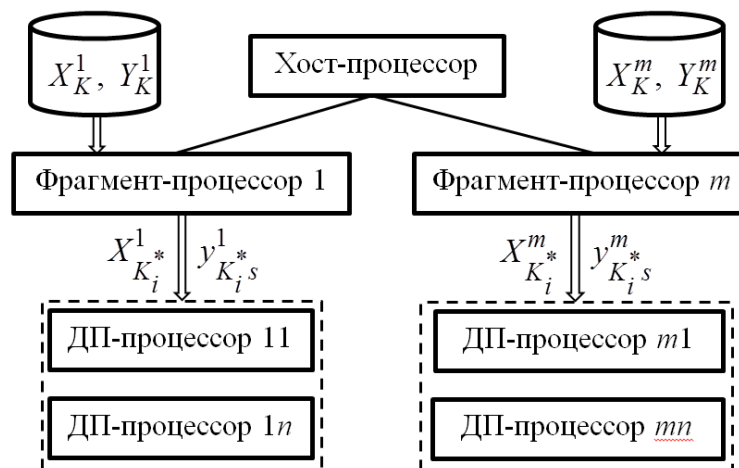 X_K^1, Y_K^1
Хост-процессор
X_K^m, Y_K^m
Фрагмент-процессор 1
Фрагмент-процессор m
X_{K_i^*}^1 y_{K_i^* s}^1
X_{K_i^*}^m y_{K_i^* s}^m
ДП-процессор 11
ДП-процессор m1
ДП-процессор 1n
ДП-процессор mn